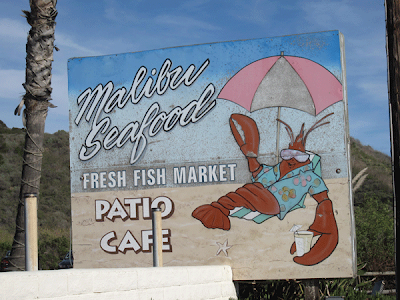 Malibu
Seafood
FRESH FISH MARKET
PATIO
CAFE